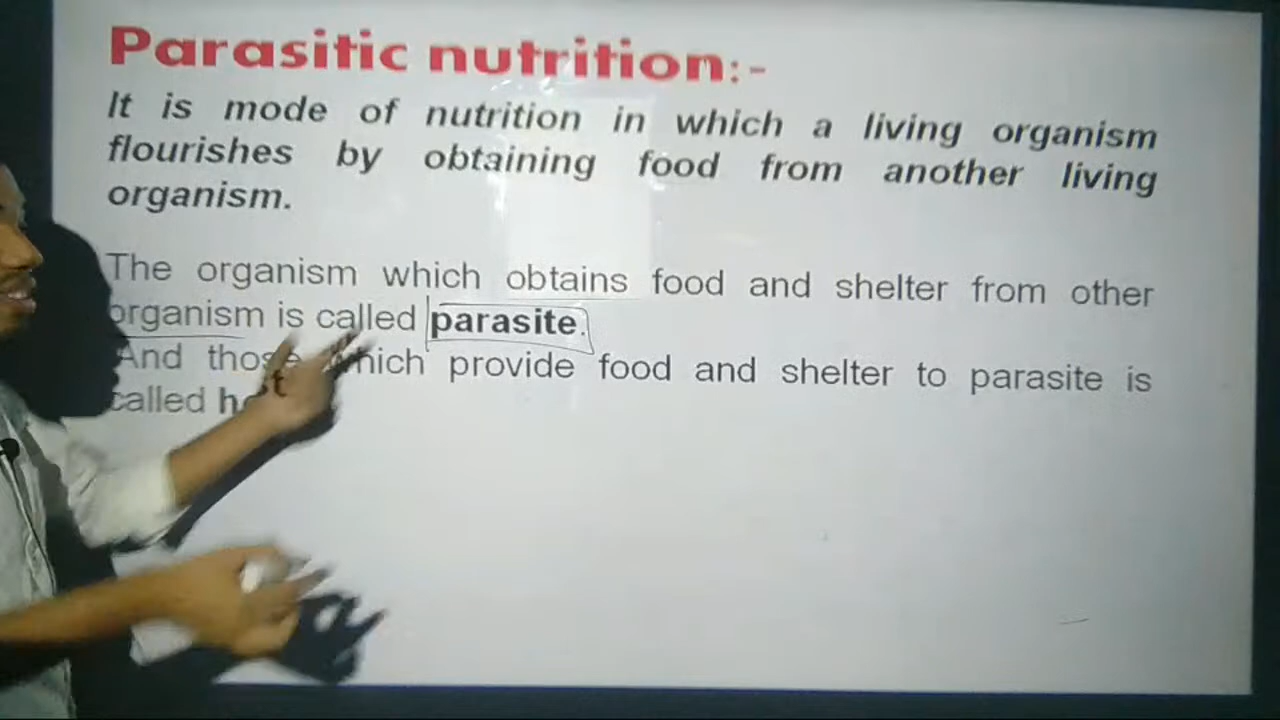 Parasitic nutrition:-
It is mode of nutrition in which a living organism
flourishes by obtaining food from another living
organism.
The organism which obtains food and shelter from other
organism is called parasite.
And those which provide food and shelter to parasite is
called